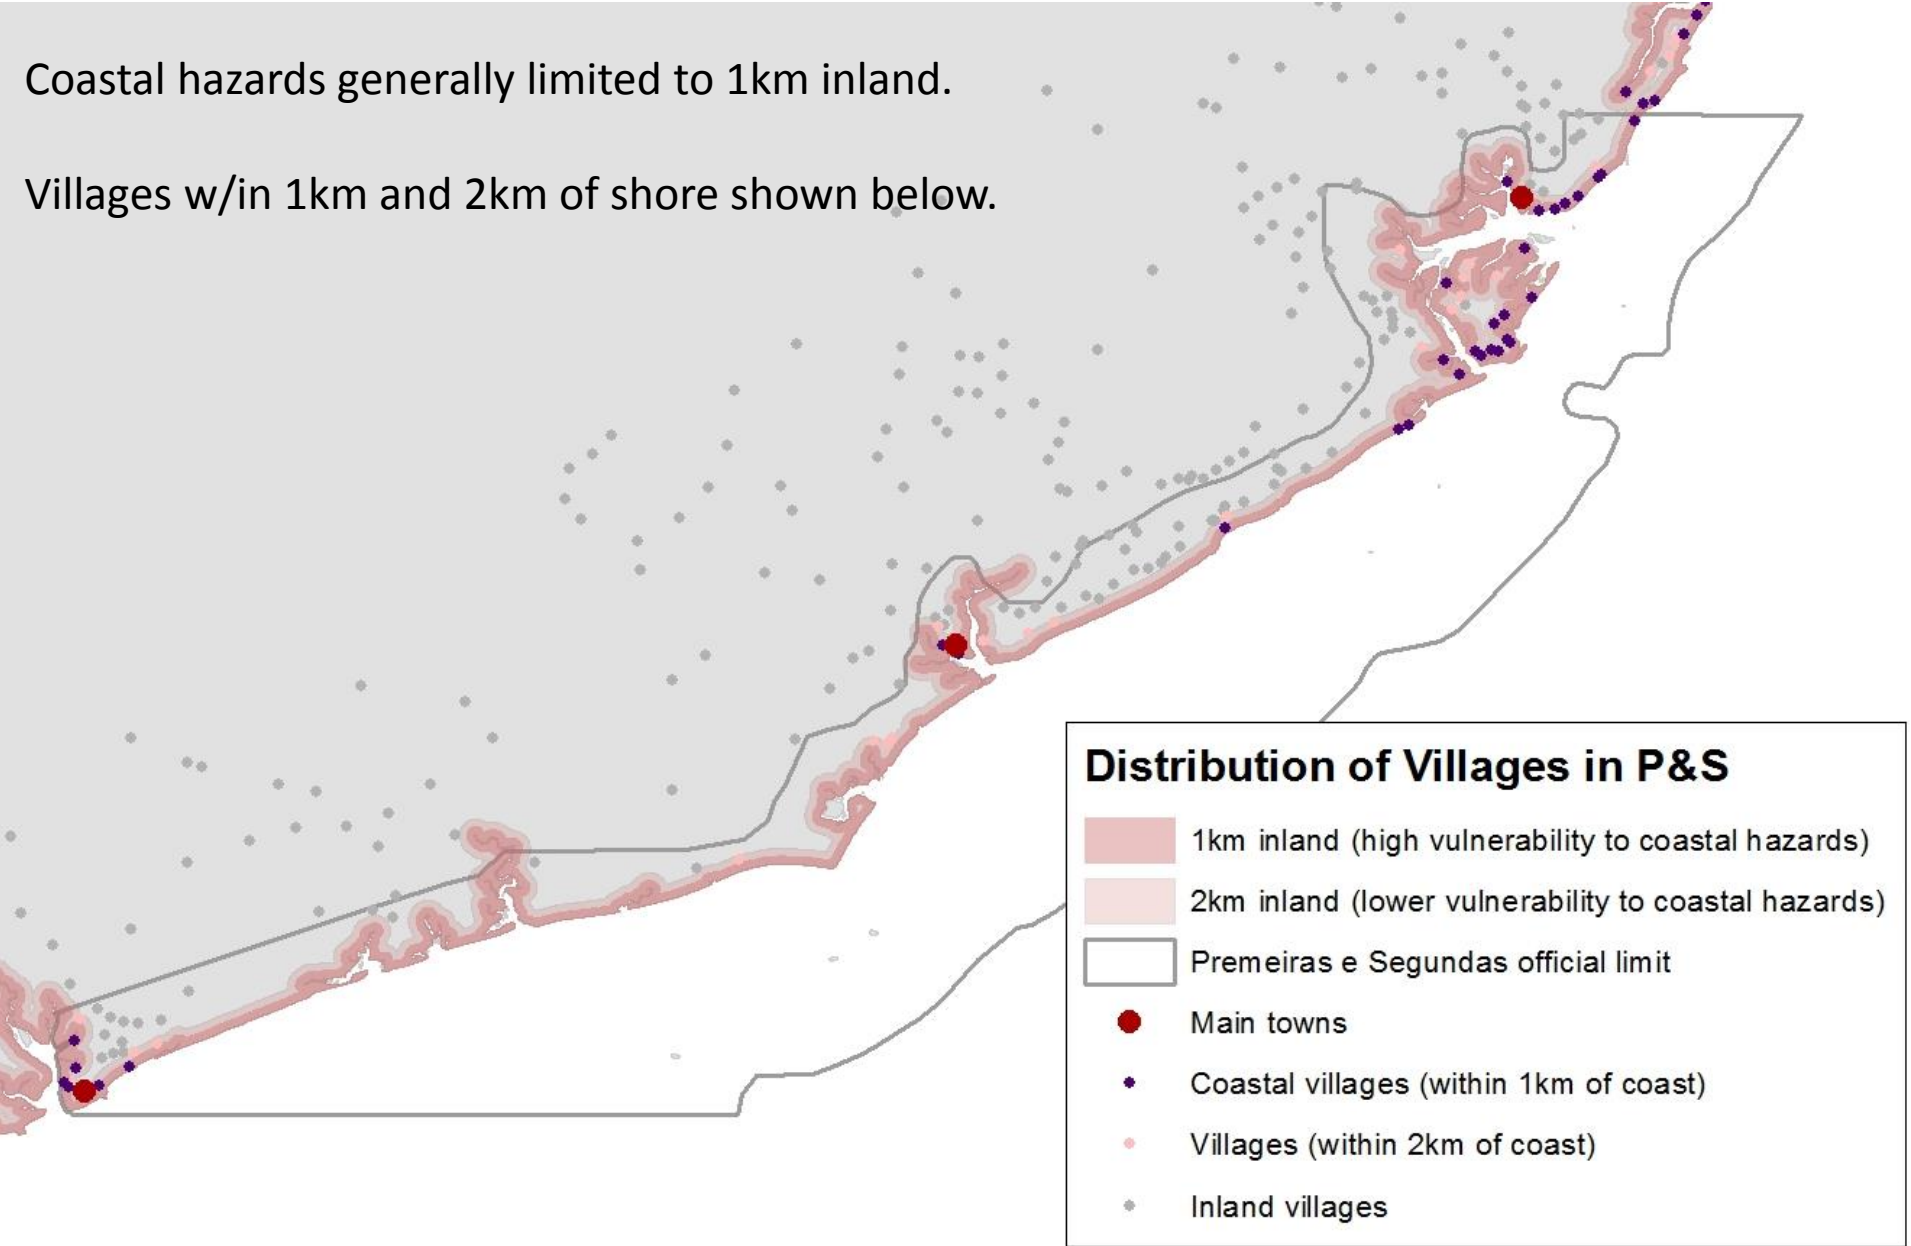 Coastal hazards generally limited to 1km inland.
Villages w/in 1km and 2km of shore shown below.
Distribution of Villages in P&S
1km inland (high vulnerability to coastal hazards)
2km inland (lower vulnerability to coastal hazards)
Premeiras e Segundas official limit
Main towns
Coastal villages (within 1km of coast)
Villages (within 2km of coast)
Inland villages